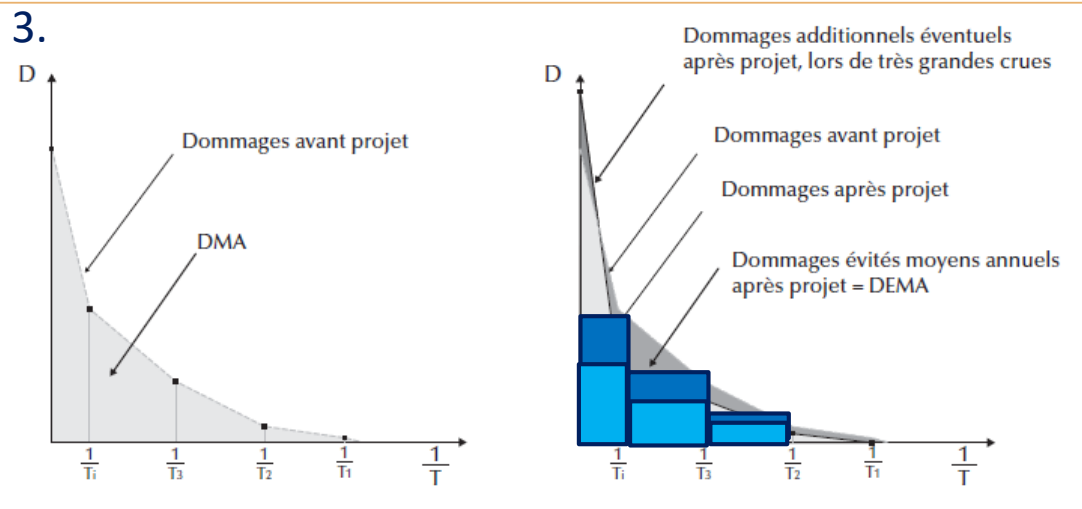 3.
D
Dommages avant projet
DMA
1/Ti
1/T3
1/T2
1/T1
1/T
D
Dommages additionnels éventuels
après projet, lors de très grandes crues
Dommages avant projet
Dommages après projet
Dommages évités moyens annuels
après projet = DEMA
1/Ti
1/T3
1/T2
1/T1
1/T